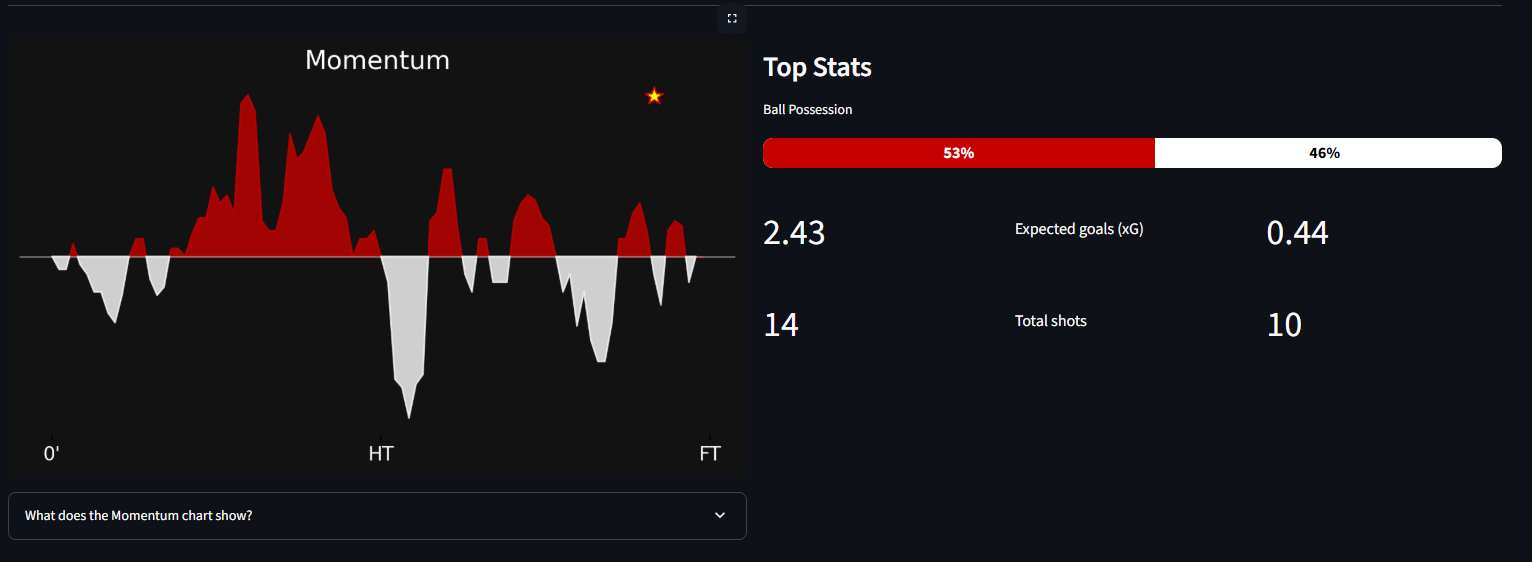 Momentum
0'
HT
FT
What does the Momentum chart show?
Top Stats
Ball Possession
53%
46%
2.43
Expected goals (xG)
0.44
14
Total shots
10